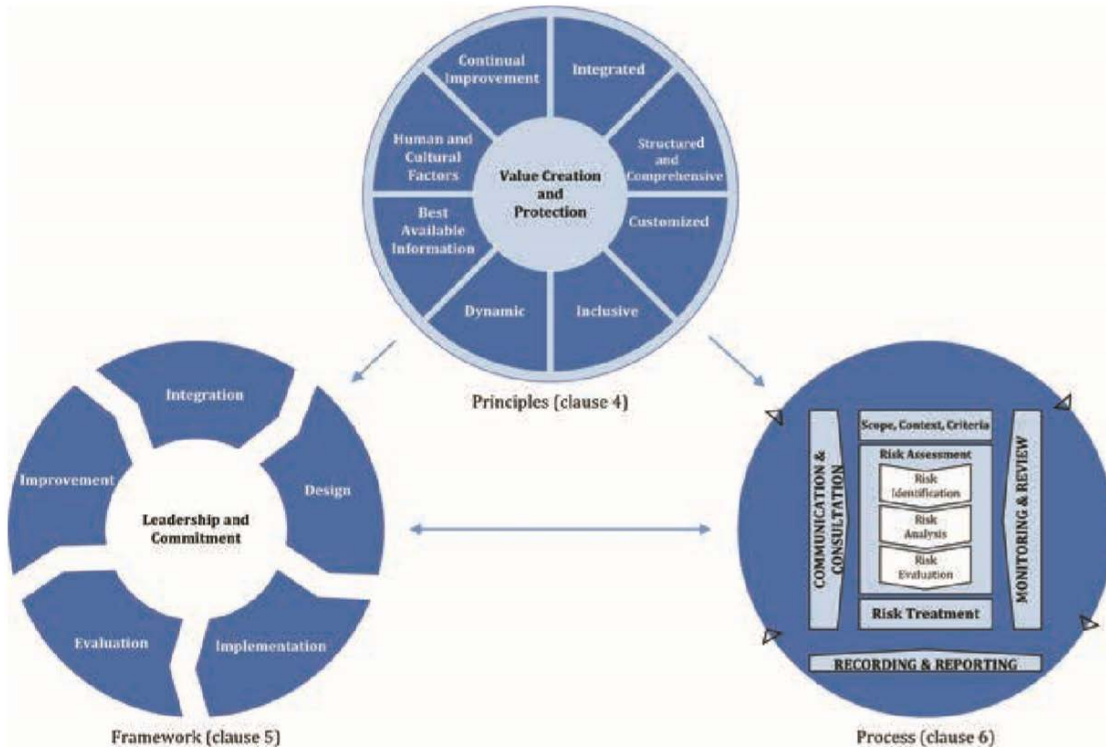 Continual
Improvement
Integrated
Human and
Cultural
Factors
Structured
and
Comprehensive
Value Creation
and
Protection
Best
Available
Information
Customized
Dynamic
Inclusive
Principles (clause 4)
Integration
Improvement
Design
Leadership and
Commitment
Evaluation
Implementation
Framework (clause 5)
COMMUNICATION &
CONSULTATION
Scope, Context, Criteria
Risk Assessment
Risk
Identification
Risk
Analysis
Risk
Evaluation
Risk Treatment
MONITORING & REVIEW
RECORDING & REPORTING
Process (clause 6)